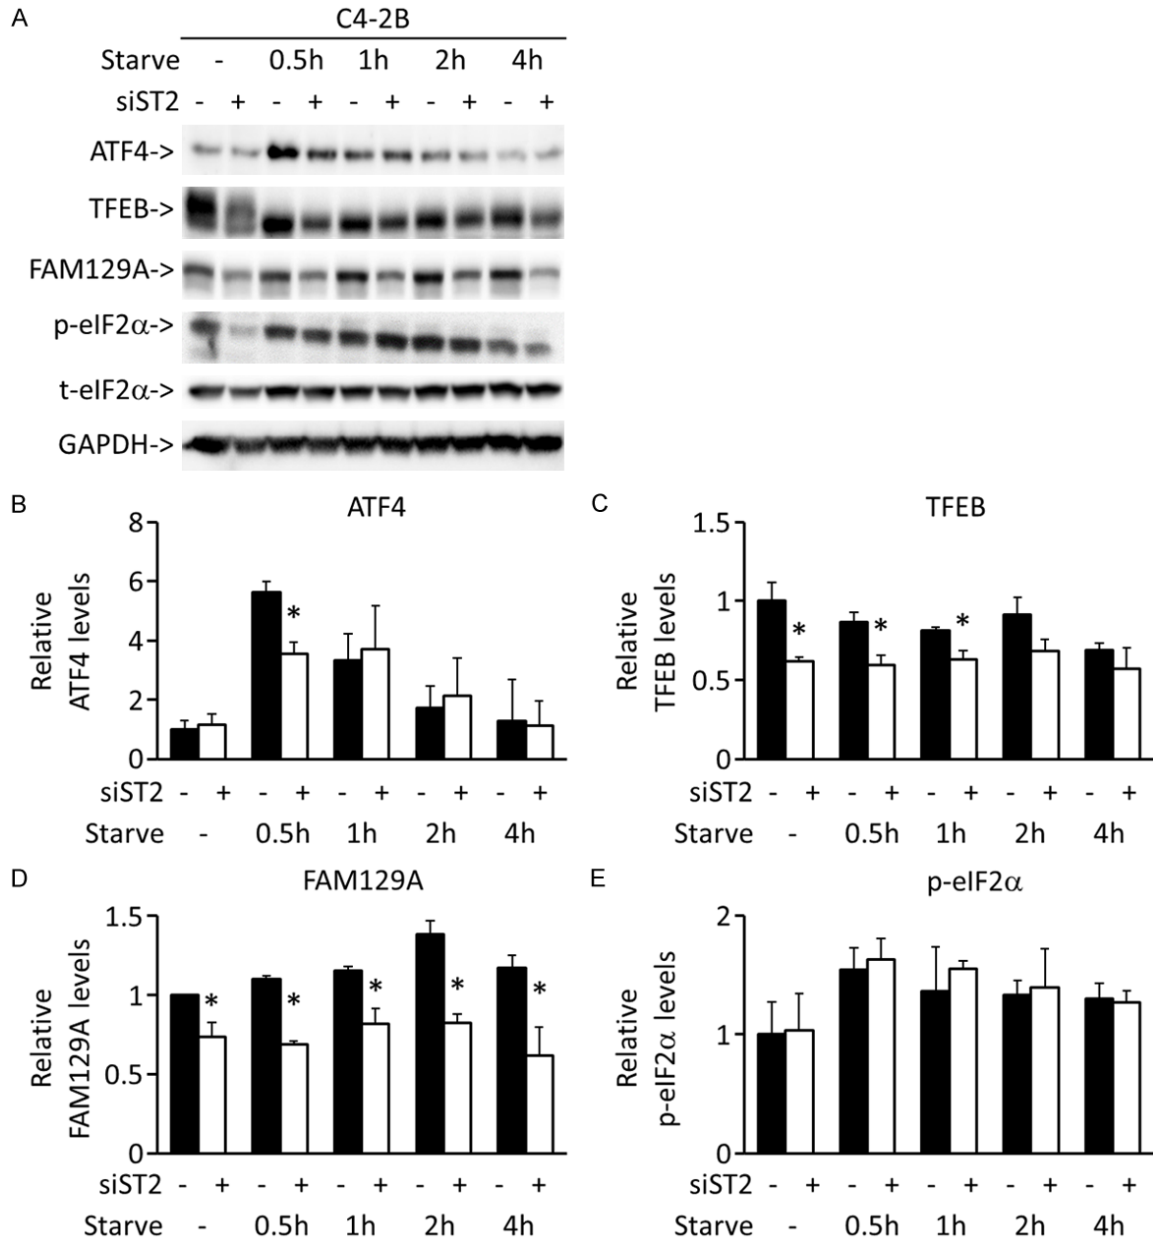 A
C4-2B
Starve - 0.5h 1h 2h 4h
siST2 - + - + - + - + - +
ATF4->
TFEB->
FAM129A->
p-eIF2α->
t-eIF2α->
GAPDH->
B
ATF4
Relative
ATF4 levels
8
6
4
2
0
*
siST2 - + - + - + - + - +
Starve - 0.5h 1h 2h 4h
C
TFEB
Relative
TFEB levels
1.5
1
0.5
0
* * *
siST2 - + - + - + - + - +
Starve - 0.5h 1h 2h 4h
D
FAM129A
Relative
FAM129A levels
1.5
1
0.5
0
* * * * *
siST2 - + - + - + - + - +
Starve - 0.5h 1h 2h 4h
E
p-eIF2α
Relative
p-eIF2α levels
2
1
0
siST2 - + - + - + - + - +
Starve - 0.5h 1h 2h 4h